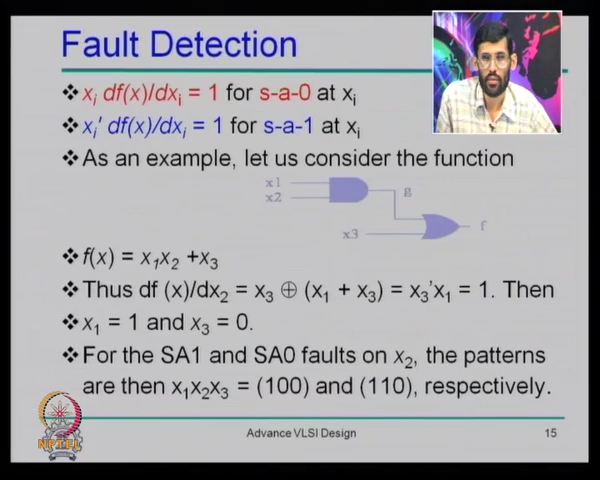 Fault Detection
❖ xᵢ df(x)/dxᵢ = 1 for s-a-0 at xᵢ
❖ xᵢ' df(x)/dxᵢ = 1 for s-a-1 at xᵢ
❖ As an example, let us consider the function
x1
x2
g
x3
f
❖ f(x) = x₁x₂ +x₃
❖ Thus df (x)/dx₂ = x₃ ⊕ (x₁ + x₃) = x₃'x₁ = 1. Then
❖ x₁ = 1 and x₃ = 0.
❖ For the SA1 and SA0 faults on x₂, the patterns
are then x₁x₂x₃ = (100) and (110), respectively.
NPTEL
Advance VLSI Design
15